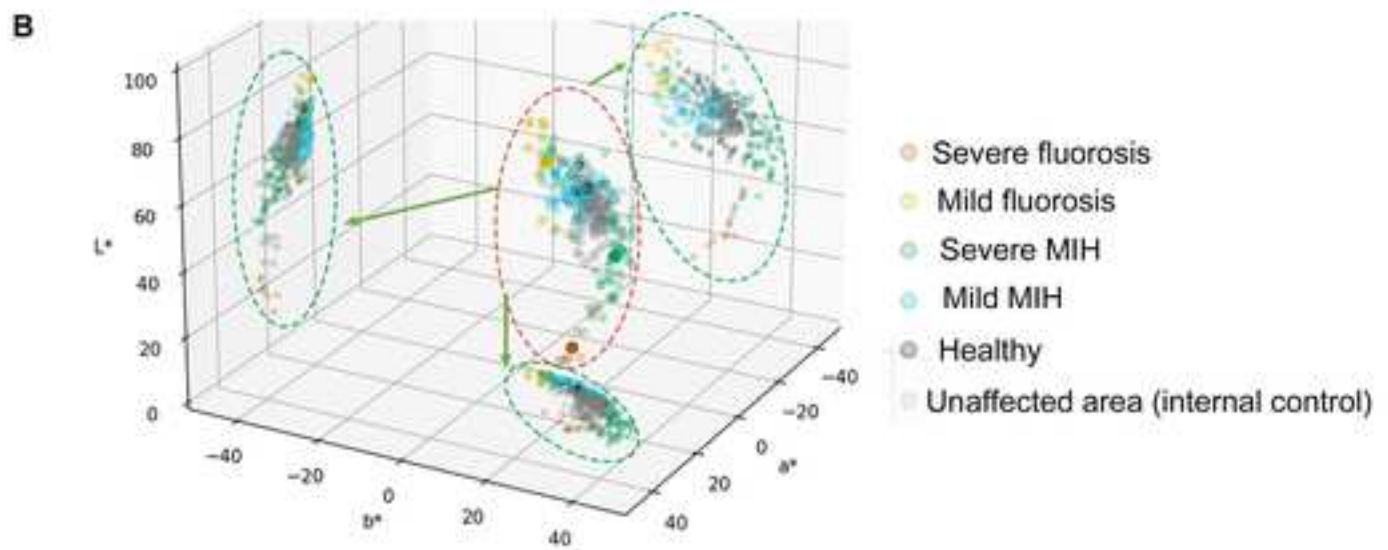 B
100
80
60
40
20
0
L*
−40
−20
0
20
40
b*
−40
−20
0
20
40
a*
Severe fluorosis
Mild fluorosis
Severe MIH
Mild MIH
Healthy
Unaffected area (internal control)